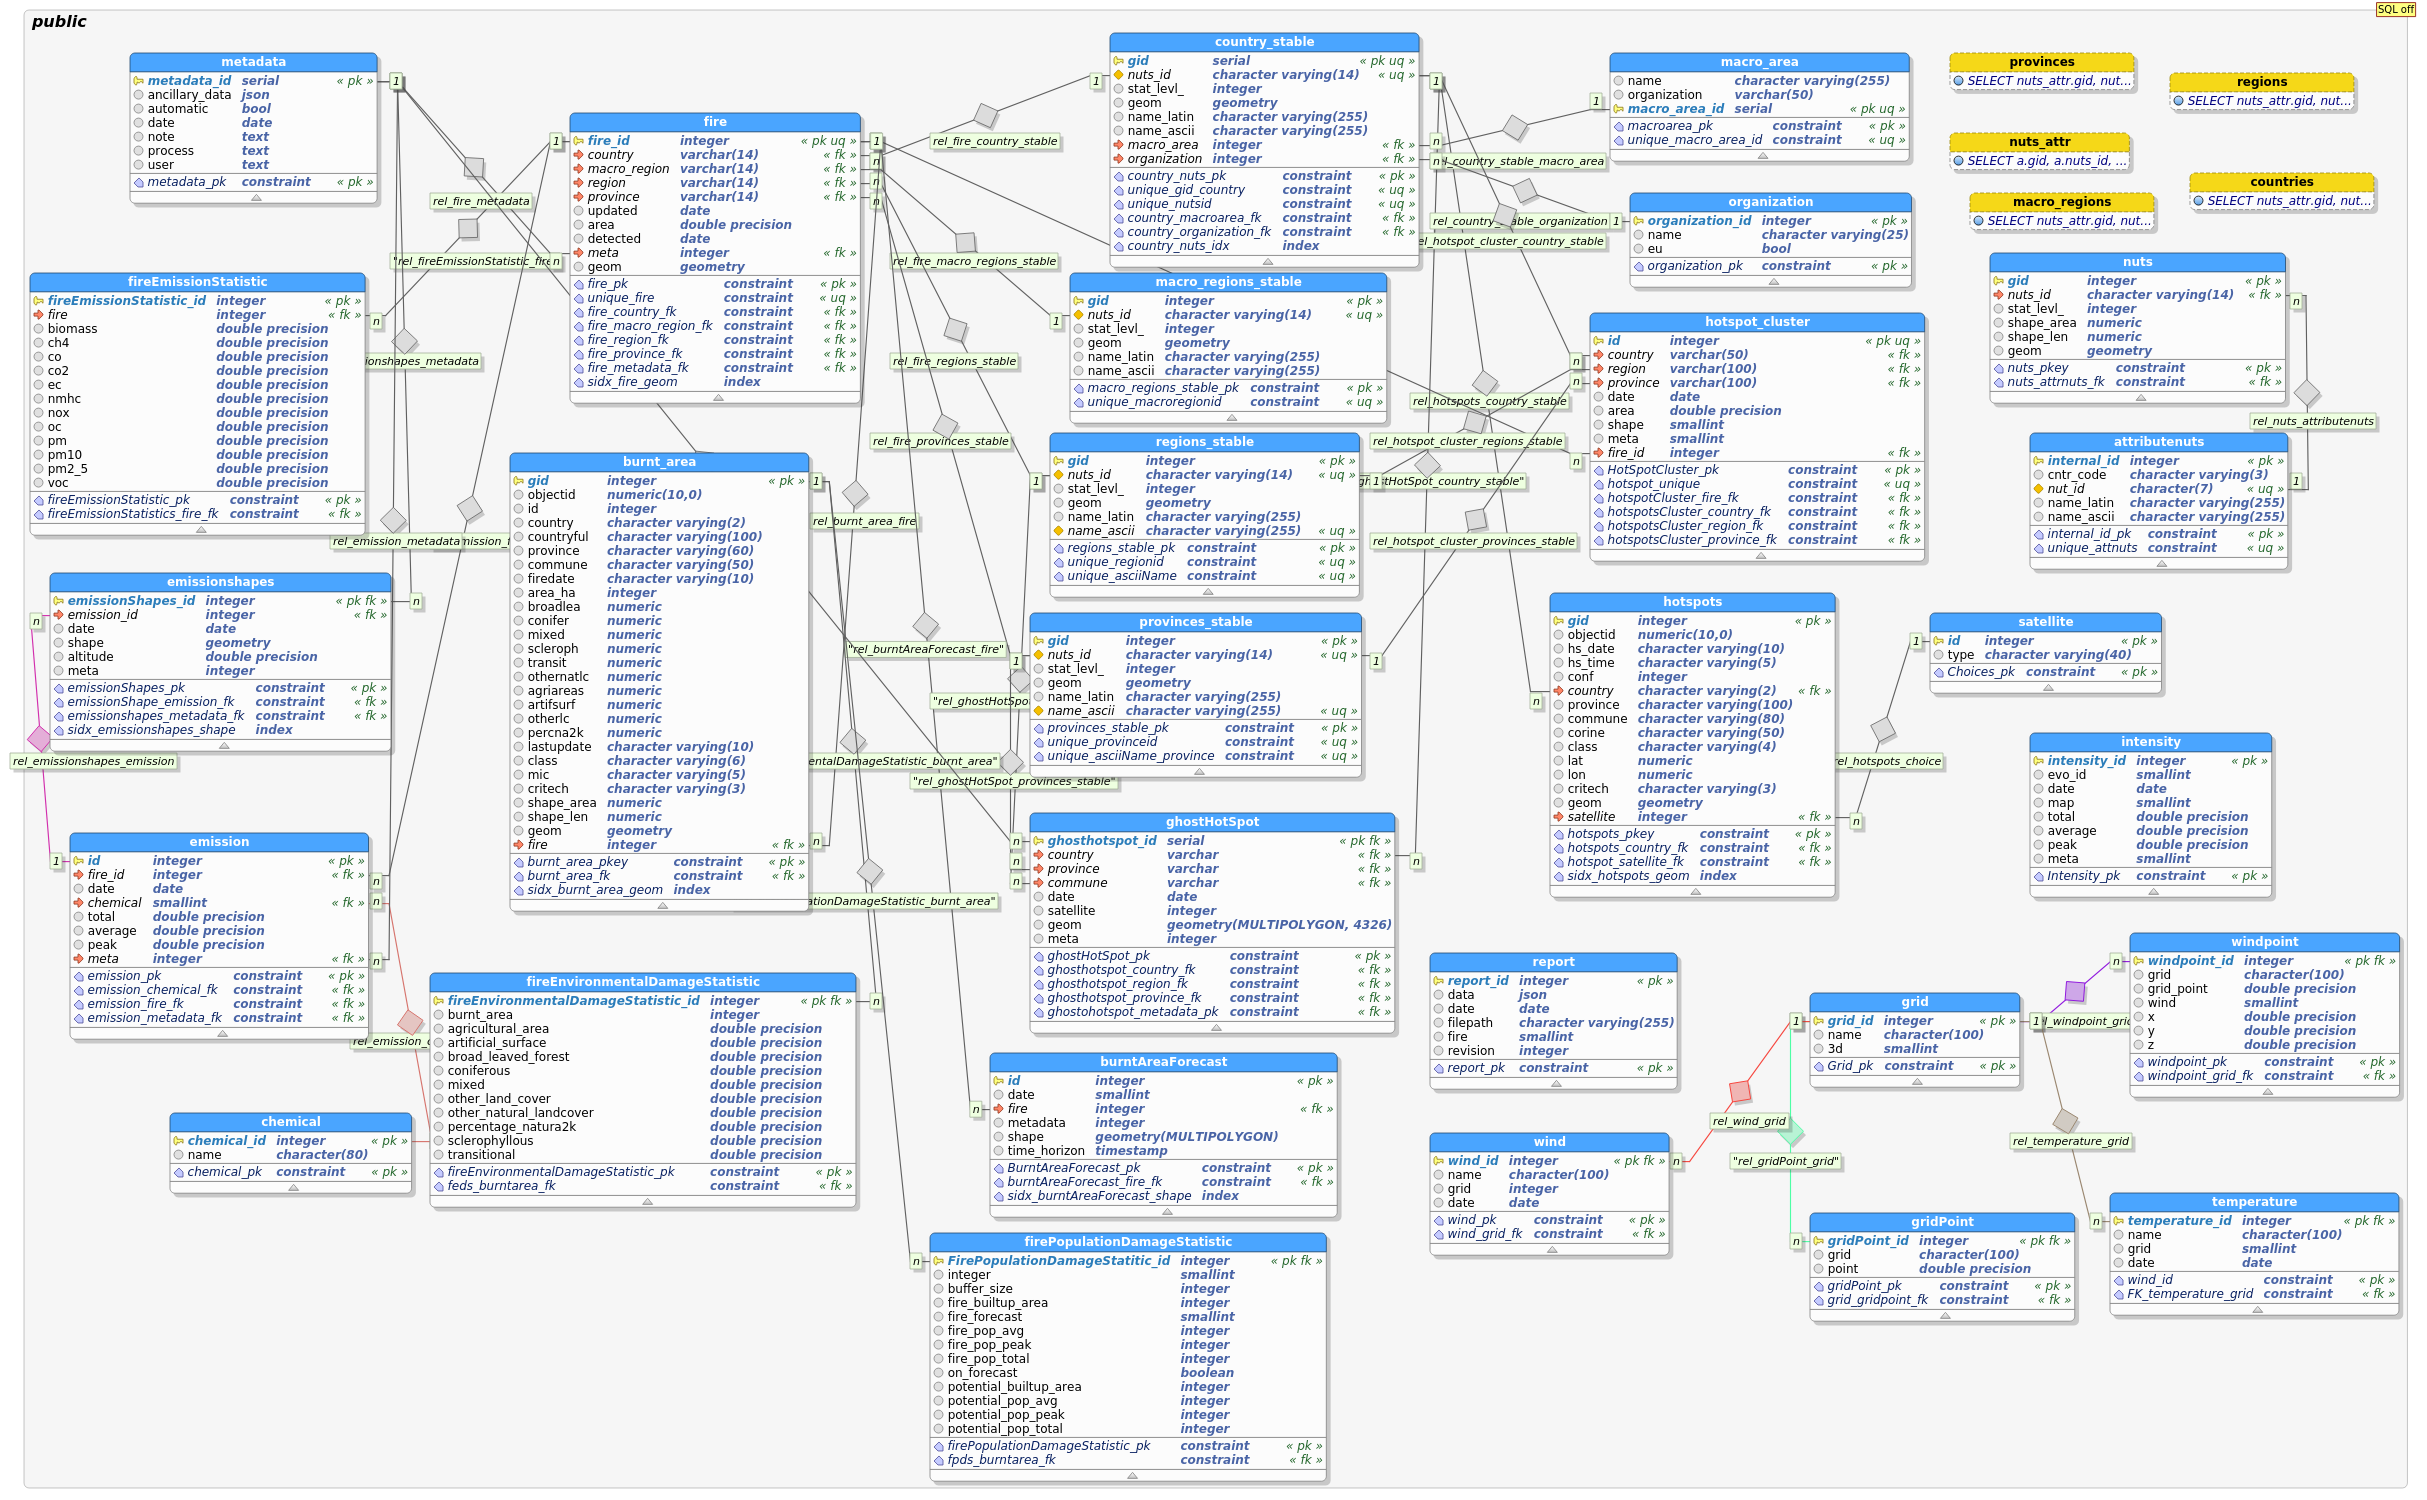 SQL off
public
metadata
metadata_id serial « pk »
ancillary_data json
automatic bool
date date
note text
process text
user text
metadata_pk constraint « pk »
fire
fire_id integer « pk uq »
country varchar(14) « fk »
macro_region varchar(14) « fk »
region varchar(14) « fk »
province varchar(14) « fk »
updated date
area double precision
detected date
meta integer « fk »
geom geometry
fire_pk constraint « pk »
unique_fire constraint « uq »
fire_country_fk constraint « fk »
fire_macro_region_fk constraint « fk »
fire_region_fk constraint « fk »
fire_province_fk constraint « fk »
fire_metadata_fk constraint « fk »
sidx_fire_geom index
country_stable
gid serial « pk uq »
nuts_id character varying(14) « uq »
stat_levl_ integer
geom geometry
name_latin character varying(255)
name_ascii character varying(255)
macro_area integer « fk »
organization integer « fk »
country_nuts_pk constraint « pk »
unique_gid_country constraint « uq »
unique_nutsid constraint « uq »
country_macroarea_fk constraint « fk »
country_organization_fk constraint « fk »
country_nuts_idx index
macro_area
name character varying(255)
organization varchar(50)
macro_area_id serial « pk uq »
macroarea_pk constraint « pk »
unique_macro_area_id constraint « uq »
provinces
SELECT nuts_attr.gid, nut...
regions
SELECT nuts_attr.gid, nut...
nuts_attr
SELECT a.gid, a.nuts_id, ...
countries
SELECT nuts_attr.gid, nut...
macro_regions
SELECT nuts_attr.gid, nut...
organization
organization_id integer « pk »
name character varying(25)
eu bool
organization_pk constraint « pk »
nuts
gid integer « pk »
nuts_id character varying(14) « fk »
stat_levl_ integer
shape_area numeric
shape_len numeric
geom geometry
nuts_pkey constraint « pk »
nuts_attrnuts_fk constraint « fk »
fireEmissionStatistic
fireEmissionStatistic_id integer « pk »
fire integer « fk »
biomass double precision
ch4 double precision
co double precision
co2 double precision
ec double precision
nmhc double precision
nox double precision
oc double precision
pm double precision
pm10 double precision
pm2_5 double precision
voc double precision
fireEmissionStatistic_pk constraint « pk »
fireEmissionStatistics_fire_fk constraint « fk »
macro_regions_stable
gid integer « pk »
nuts_id character varying(14) « uq »
stat_levl_ integer
geom geometry
name_latin character varying(255)
name_ascii character varying(255)
macro_regions_stable_pk constraint « pk »
unique_macroregionid constraint « uq »
hotspot_cluster
id integer « pk uq »
country varchar(50) « fk »
region varchar(100) « fk »
province varchar(100) « fk »
date date
area double precision
shape smallint
meta smallint
fire_id integer « fk »
HotSpotCluster_pk constraint « pk »
hotspot_unique constraint « uq »
hotspotCluster_fire_fk constraint « fk »
hotspotsCluster_country_fk constraint « fk »
hotspotsCluster_region_fk constraint « fk »
hotspotsCluster_province_fk constraint « fk »
attributenuts
internal_id integer « pk »
cntr_code character varying(3)
nut_id character(7) « uq »
name_latin character varying(255)
name_ascii character varying(255)
internal_id_pk constraint « pk »
unique_attnuts constraint « uq »
burnt_area
gid integer « pk »
objectid numeric(10,0)
id integer
country character varying(2)
countryful character varying(100)
province character varying(60)
commune character varying(50)
firedate character varying(10)
area_ha integer
broadlea numeric
conifer numeric
mixed numeric
scleroph numeric
transit numeric
othernatlc numeric
agriareas numeric
artifsurf numeric
otherlc numeric
percna2k numeric
lastupdate character varying(10)
class character varying(6)
mic character varying(5)
critech character varying(3)
shape_area numeric
shape_len numeric
geom geometry
fire integer « fk »
burnt_area_pkey constraint « pk »
burnt_area_fk constraint « fk »
sidx_burnt_area_geom index
regions_stable
gid integer « pk »
nuts_id character varying(14) « uq »
stat_levl_ integer
geom geometry
name_latin character varying(255)
name_ascii character varying(255) « uq »
regions_stable_pk constraint « pk »
unique_regionid constraint « uq »
unique_asciiName constraint « uq »
emissionshapes
emissionShapes_id integer « pk fk »
emission_id integer « fk »
date date
shape geometry
altitude double precision
meta integer
emissionShapes_pk constraint « pk »
emissionShape_emission_fk constraint « fk »
emissionshapes_metadata_fk constraint « fk »
sidx_emissionshapes_shape index
provinces_stable
gid integer « pk »
nuts_id character varying(14) « uq »
stat_levl_ integer
geom geometry
name_latin character varying(255)
name_ascii character varying(255) « uq »
provinces_stable_pk constraint « pk »
unique_provinceid constraint « uq »
unique_asciiName_province constraint « uq »
hotspots
gid integer « pk »
objectid numeric(10,0)
hs_date character varying(10)
hs_time character varying(5)
conf integer
country character varying(2) « fk »
province character varying(100)
commune character varying(80)
corine character varying(50)
class character varying(4)
lat numeric
lon numeric
critech character varying(3)
geom geometry
satellite integer « fk »
hotspots_pkey constraint « pk »
hotspots_country_fk constraint « fk »
hotspot_satellite_fk constraint « fk »
sidx_hotspots_geom index
satellite
id integer « pk »
type character varying(40)
Choices_pk constraint « pk »
intensity
intensity_id integer « pk »
evo_id smallint
date date
map smallint
total double precision
average double precision
peak double precision
meta smallint
Intensity_pk constraint « pk »
emission
id integer « pk »
fire_id integer « fk »
date date
chemical smallint « fk »
total double precision
average double precision
peak double precision
meta integer « fk »
emission_pk constraint « pk »
emission_chemical_fk constraint « fk »
emission_fire_fk constraint « fk »
emission_metadata_fk constraint « fk »
ghostHotSpot
ghosthotspot_id serial « pk fk »
country varchar « fk »
province varchar « fk »
commune varchar « fk »
date date
satellite integer
geom geometry(MULTIPOLYGON, 4326)
meta integer
ghostHotSpot_pk constraint « pk »
ghosthotspot_country_fk constraint « fk »
ghosthotspot_region_fk constraint « fk »
ghosthotspot_province_fk constraint « fk »
ghostohotspot_metadata_pk constraint « fk »
fireEnvironmentalDamageStatistic
fireEnvironmentalDamageStatistic_id integer « pk fk »
burnt_area integer
agricultural_area double precision
artificial_surface double precision
broad_leaved_forest double precision
coniferous double precision
mixed double precision
other_land_cover double precision
other_natural_landcover double precision
percentage_natura2k double precision
sclerophyllous double precision
transitional double precision
fireEnvironmentalDamageStatistic_pk constraint « pk »
feds_burntarea_fk constraint « fk »
report
report_id integer « pk »
data json
date date
filepath character varying(255)
fire smallint
revision integer
report_pk constraint « pk »
grid
grid_id integer « pk »
name character(100)
3d smallint
Grid_pk constraint « pk »
windpoint
windpoint_id integer « pk fk »
grid character(100)
grid_point double precision
wind smallint
x double precision
y double precision
z double precision
windpoint_pk constraint « pk »
windpoint_grid_fk constraint « fk »
burntAreaForecast
id integer « pk »
date smallint
fire integer « fk »
metadata integer
shape geometry(MULTIPOLYGON)
time_horizon timestamp
BurntAreaForecast_pk constraint « pk »
burntAreaForecast_fire_fk constraint « fk »
sidx_burntAreaForecast_shape index
chemical
chemical_id integer « pk »
name character(80)
chemical_pk constraint « pk »
wind
wind_id integer « pk fk »
name character(100)
grid integer
date date
wind_pk constraint « pk »
wind_grid_fk constraint « fk »
gridPoint
gridPoint_id integer « pk fk »
grid character(100)
point double precision
gridPoint_pk constraint « pk »
grid_gridpoint_fk constraint « fk »
temperature
temperature_id integer « pk fk »
name character(100)
grid smallint
date date
wind_id constraint « pk »
FK_temperature_grid constraint « fk »
firePopulationDamageStatistic
FirePopulationDamageStatitic_id integer « pk fk »
integer smallint
buffer_size integer
fire_builtup_area integer
fire_forecast smallint
fire_pop_avg integer
fire_pop_peak integer
fire_pop_total integer
on_forecast boolean
potential_builtup_area integer
potential_pop_avg integer
potential_pop_peak integer
potential_pop_total integer
firePopulationDamageStatistic_pk constraint « pk »
fpds_burntarea_fk constraint « fk »
rel_fire_country_stable
rel_fire_metadata
rel_fire_macro_regions_stable
rel_fire_regions_stable
rel_fire_provinces_stable
rel_burnt_area_fire
"rel_burntAreaForecast_fire"
"rel_ghostHotSpot_provinces_stable"
rel_hotspots_country_stable
rel_hotspot_cluster_regions_stable
rel_hotspot_cluster_provinces_stable
rel_nuts_attributenuts
rel_emission_metadata
rel_emissionshapes_emission
rel_wind_grid
"rel_gridPoint_grid"
rel_temperature_grid